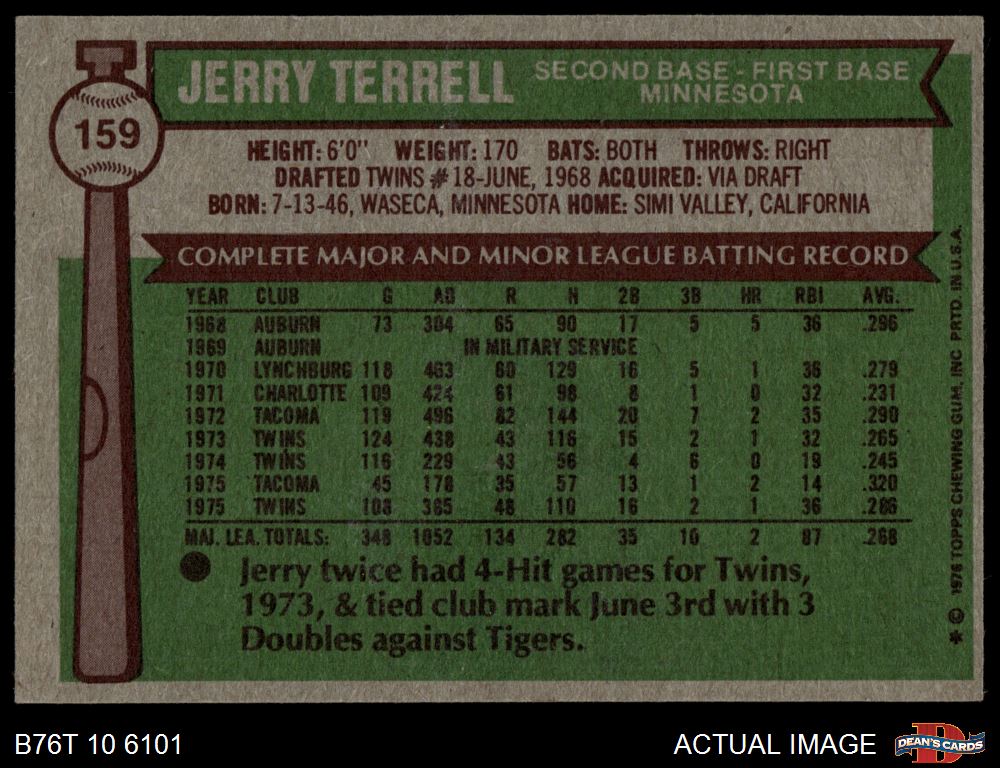 JERRY TERRELL
SECOND BASE - FIRST BASE
MINNESOTA
159
HEIGHT: 6'0" WEIGHT: 170 BATS: BOTH THROWS: RIGHT
DRAFTED TWINS #18-JUNE, 1968 ACQUIRED: VIA DRAFT
BORN: 7-13-46, WASECA, MINNESOTA HOME: SIMI VALLEY, CALIFORNIA
COMPLETE MAJOR AND MINOR LEAGUE BATTING RECORD
YEAR CLUB G AB R H 2B 3B HR RBI AVG.
1968 AUBURN 73 304 65 90 17 5 5 36 .296
1969 AUBURN IN MILITARY SERVICE
1970 LYNCHBURG 118 463 60 129 16 5 1 36 .279
1971 CHARLOTTE 109 424 61 98 8 1 0 32 .231
1972 TACOMA 119 496 82 144 20 7 2 35 .290
1973 TWINS 124 438 43 116 15 2 1 32 .265
1974 TWINS 116 229 43 56 4 6 0 19 .245
1975 TACOMA 45 178 35 57 13 1 2 14 .320
1975 TWINS 108 385 48 110 16 2 1 36 .286
MAJ. LEA. TOTALS: 348 1052 134 282 35 10 2 87 .268
Jerry twice had 4-Hit games for Twins,
1973, & tied club mark June 3rd with 3
Doubles against Tigers.
* © 1976 TOPPS CHEWING GUM, INC PRTD. IN U.S.A.
B76T 10 6101
ACTUAL IMAGE
DEAN'S CARDS